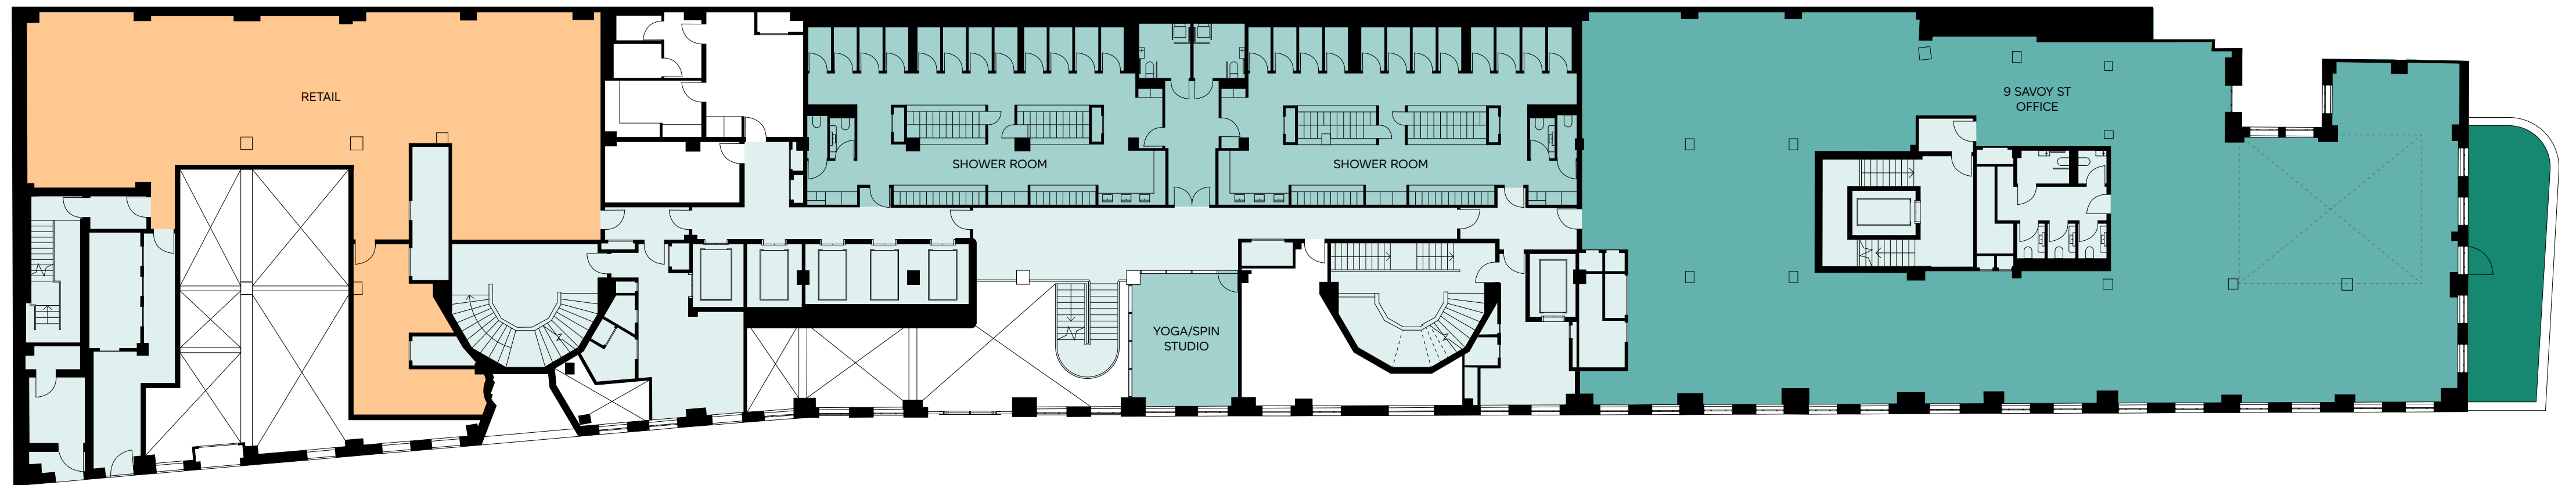 RETAIL
SHOWER ROOM
SHOWER ROOM
9 SAVOY ST
OFFICE
YOGA/SPIN
STUDIO